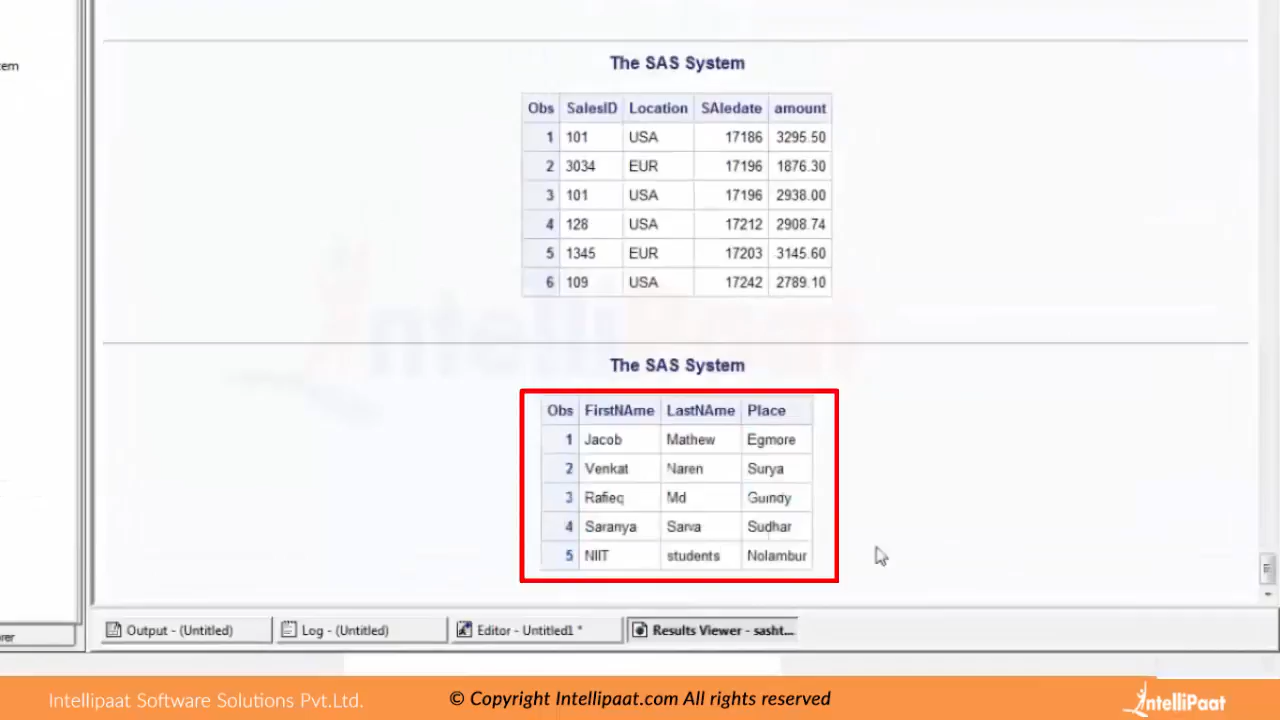 tem
The SAS System
Obs SalesID Location SAledate amount
1 101 USA 17186 3295.50
2 3034 EUR 17196 1876.30
3 101 USA 17196 2938.00
4 128 USA 17212 2908.74
5 1345 EUR 17203 3145.60
6 109 USA 17242 2789.10
IntelliPaat
The SAS System
Obs FirstNAme LastNAme Place
1 Jacob Mathew Egmore
2 Venkat Naren Surya
3 Rafieq Md Guindy
4 Saranya Sarva Sudhar
5 NIIT students Nolambur
rer
Output - (Untitled) Log - (Untitled) Editor - Untitled1 * Results Viewer - sasht...
Intellipaat Software Solutions Pvt.Ltd. © Copyright Intellipaat.com All rights reserved IntelliPaat